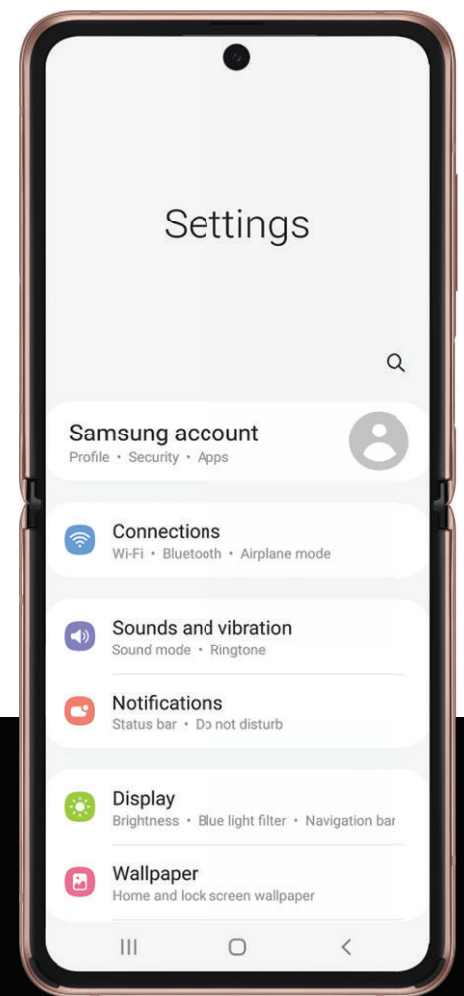 Settings
Samsung account
Profile • Security • Apps
Connections
Wi-Fi • Bluetooth • Airplane mode
Sounds and vibration
Sound mode • Ringtone
Notifications
Status bar • Do not disturb
Display
Brightness • Blue light filter • Navigation bar
Wallpaper
Home and lock screen wallpaper